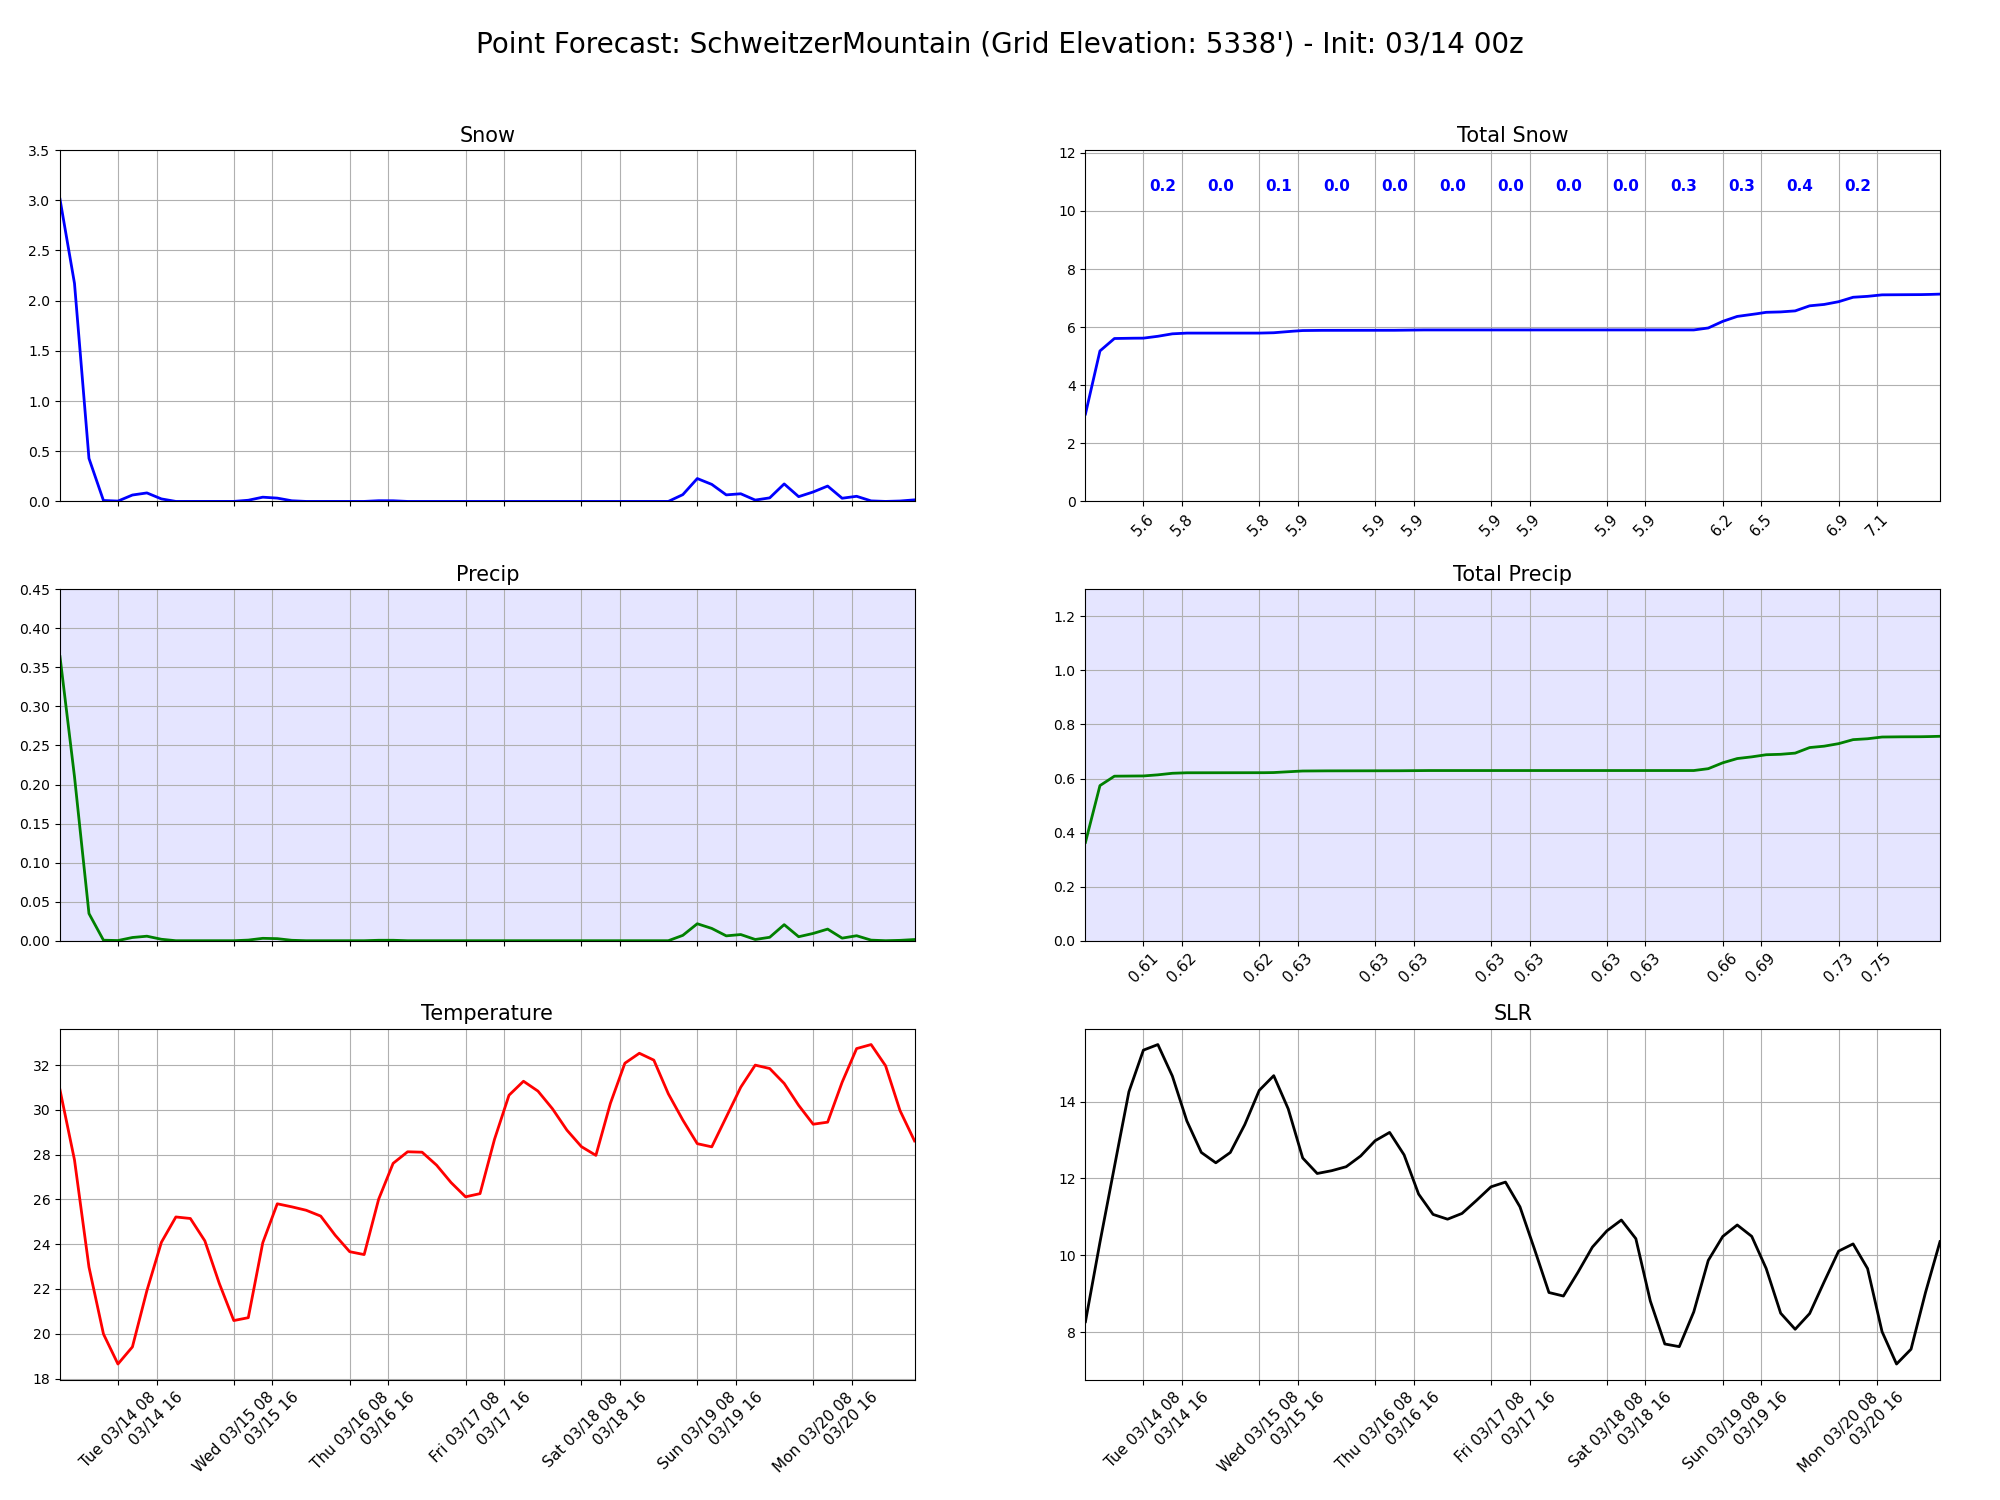 Point Forecast: SchweitzerMountain (Grid Elevation: 5338') - Init: 03/14 00z
Snow
3.5
3.0
2.5
2.0
1.5
1.0
0.5
0.0
Total Snow
12
10
8
6
4
2
0
0.2 0.0 0.1 0.0 0.0 0.0 0.0 0.0 0.0 0.3 0.3 0.4 0.2
5.6 5.8 5.8 5.9 5.9 5.9 5.9 5.9 5.9 5.9 6.2 6.5 6.9 7.1
Precip
0.45
0.40
0.35
0.30
0.25
0.20
0.15
0.10
0.05
0.00
Total Precip
1.2
1.0
0.8
0.6
0.4
0.2
0.0
0.61 0.62 0.62 0.63 0.63 0.63 0.63 0.63 0.63 0.63 0.66 0.69 0.73 0.75
Temperature
32
30
28
26
24
22
20
18
Tue 03/14 08
03/14 16
Wed 03/15 08
03/15 16
Thu 03/16 08
03/16 16
Fri 03/17 08
03/17 16
Sat 03/18 08
03/18 16
Sun 03/19 08
03/19 16
Mon 03/20 08
03/20 16
SLR
14
12
10
8
Tue 03/14 08
03/14 16
Wed 03/15 08
03/15 16
Thu 03/16 08
03/16 16
Fri 03/17 08
03/17 16
Sat 03/18 08
03/18 16
Sun 03/19 08
03/19 16
Mon 03/20 08
03/20 16